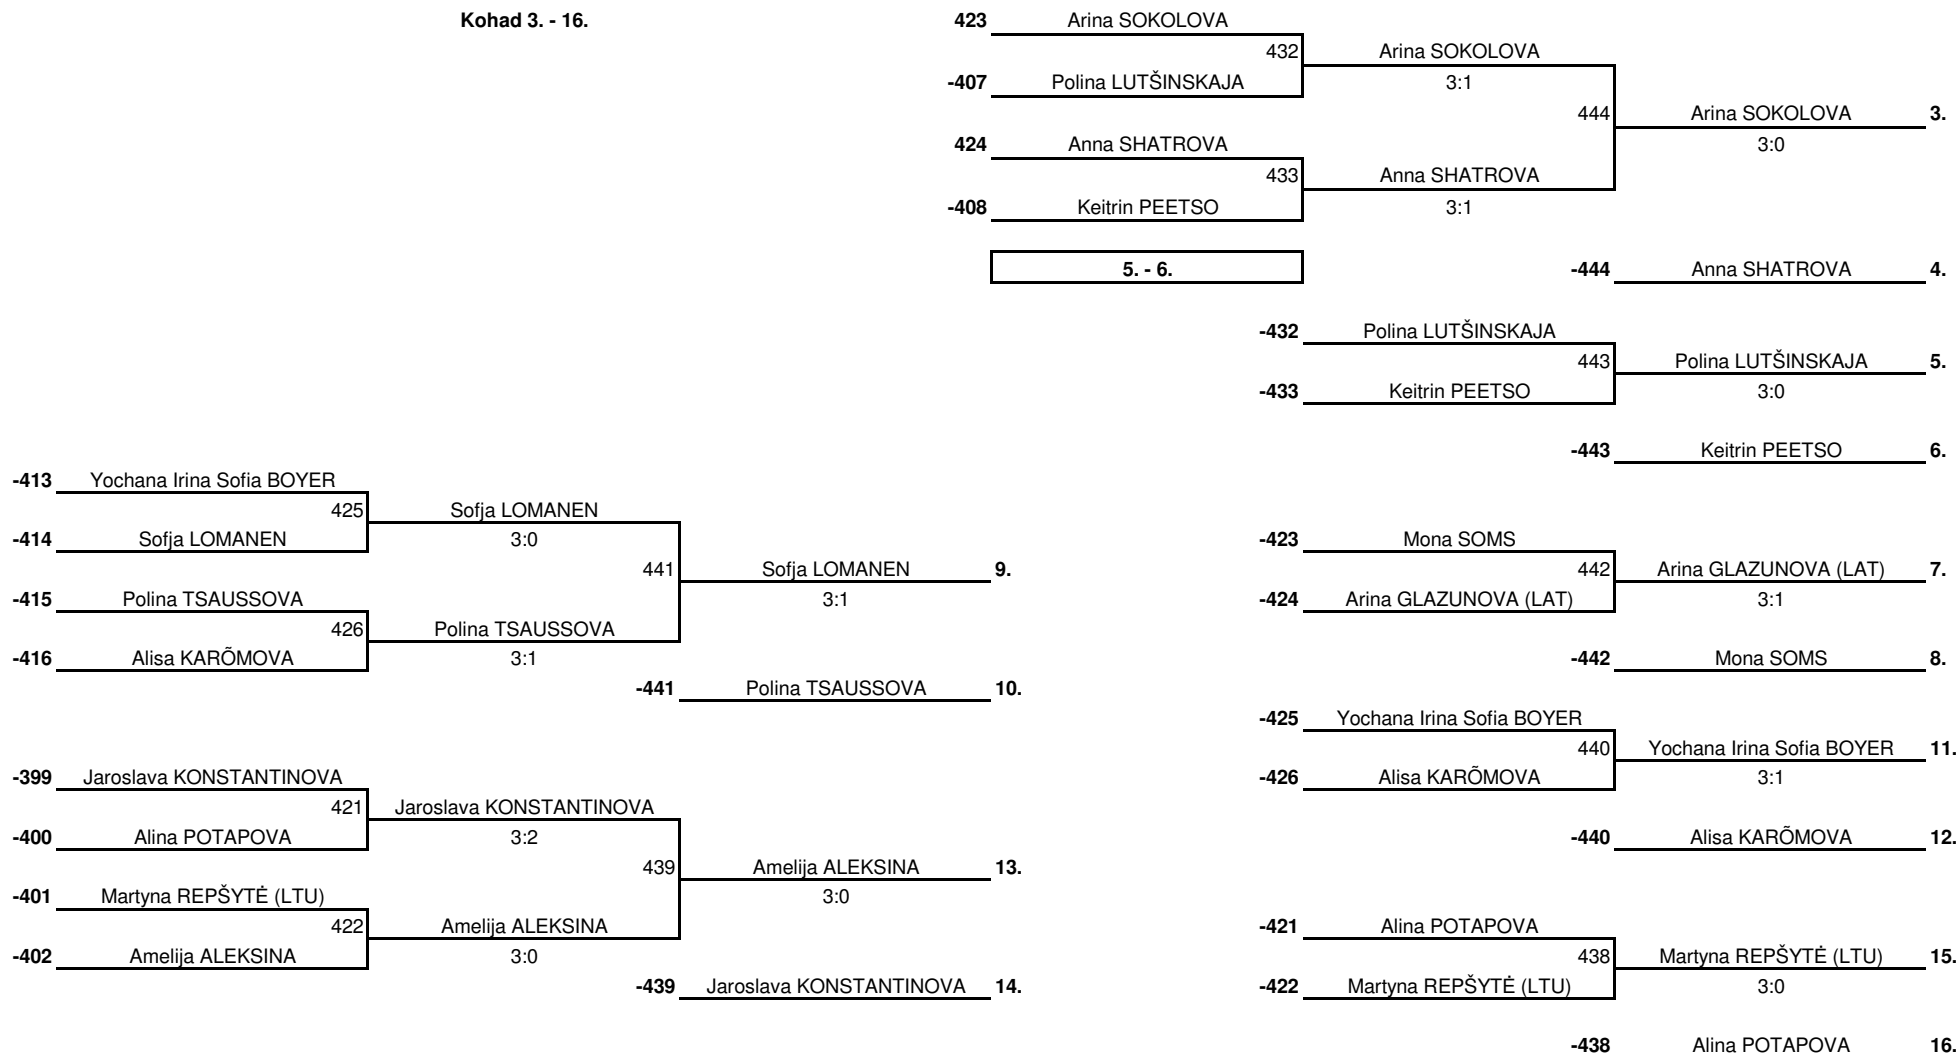 Kohad 3. - 16.
423 Arina SOKOLOVA
432 Arina SOKOLOVA
-407 Polina LUTŠINSKAJA 3:1
444 Arina SOKOLOVA 3.
424 Anna SHATROVA 3:0
433 Anna SHATROVA
-408 Keitrin PEETSO 3:1
5. - 6. -444 Anna SHATROVA 4.
-432 Polina LUTŠINSKAJA
443 Polina LUTŠINSKAJA 5.
-433 Keitrin PEETSO 3:0
-443 Keitrin PEETSO 6.
-413 Yochana Irina Sofia BOYER
425 Sofja LOMANEN
-414 Sofja LOMANEN 3:0 -423 Mona SOMS
441 Sofja LOMANEN 9. 442 Arina GLAZUNOVA (LAT) 7.
-415 Polina TSAUSSOVA 3:1 -424 Arina GLAZUNOVA (LAT) 3:1
426 Polina TSAUSSOVA
-416 Alisa KARÕMOVA 3:1 -442 Mona SOMS 8.
-441 Polina TSAUSSOVA 10.
-425 Yochana Irina Sofia BOYER
440 Yochana Irina Sofia BOYER 11.
-399 Jaroslava KONSTANTINOVA -426 Alisa KARÕMOVA 3:1
421 Jaroslava KONSTANTINOVA
-400 Alina POTAPOVA 3:2 -440 Alisa KARÕMOVA 12.
439 Amelija ALEKSINA 13.
-401 Martyna REPŠYTĖ (LTU) 3:0
422 Amelija ALEKSINA -421 Alina POTAPOVA
-402 Amelija ALEKSINA 3:0 438 Martyna REPŠYTĖ (LTU) 15.
-439 Jaroslava KONSTANTINOVA 14. -422 Martyna REPŠYTĖ (LTU) 3:0
-438 Alina POTAPOVA 16.